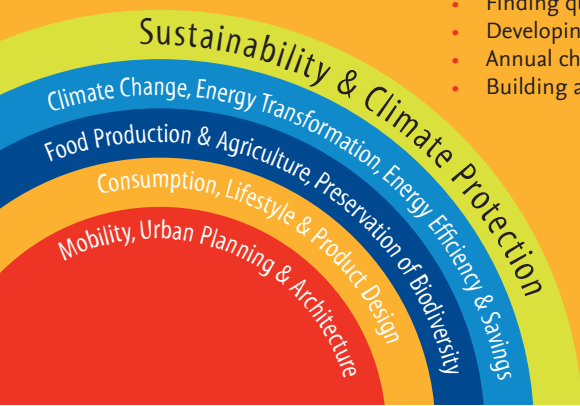 Finding
Developin
Annual ch
Building a
Sustainability & Climate Protection
Climate Change, Energy Transformation, Energy Efficiency & Savings
Food Production & Agriculture, Preservation of Biodiversity
Consumption, Lifestyle & Product Design
Mobility, Urban Planning & Architecture